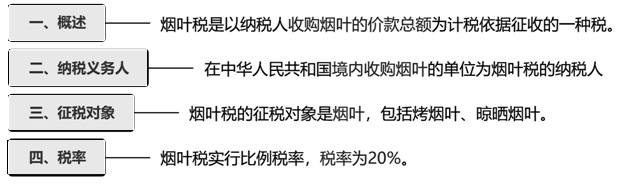 一、概述 烟叶税是以纳税人收购烟叶的价款总额为计税依据征收的一种税。
二、纳税义务人 在中华人民共和国境内收购烟叶的单位为烟叶税的纳税人
三、征税对象 烟叶税的征税对象是烟叶，包括烤烟叶、晾晒烟叶。
四、税率 烟叶税实行比例税率，税率为20%。